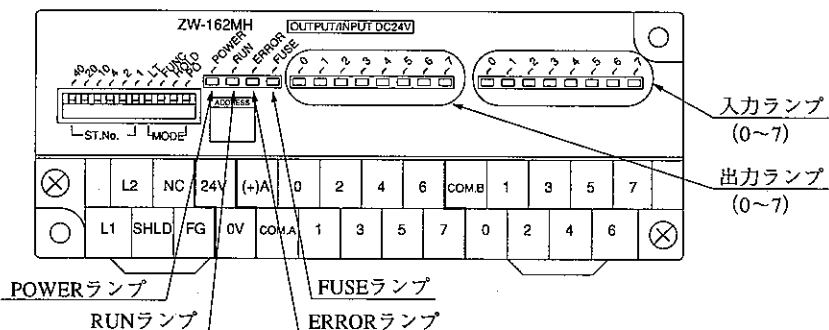 ZW-162MH
OUTPUT/INPUT DC24V
POWER RUN ERROR FUSE
40 20 10 4 2 1 LT FUNC HOLD PO
0 1 2 3 4 5 6 7
0 1 2 3 4 5 6 7
ADDRESS
ST.No. MODE
入力ランプ
(0〜7)
出力ランプ
(0〜7)
L2 NC 24V (+)A 0 2 4 6 COM.B 1 3 5 7
L1 SHLD FG 0V COM.A 1 3 5 7 0 2 4 6
POWERランプ
FUSEランプ
RUNランプ
ERRORランプ